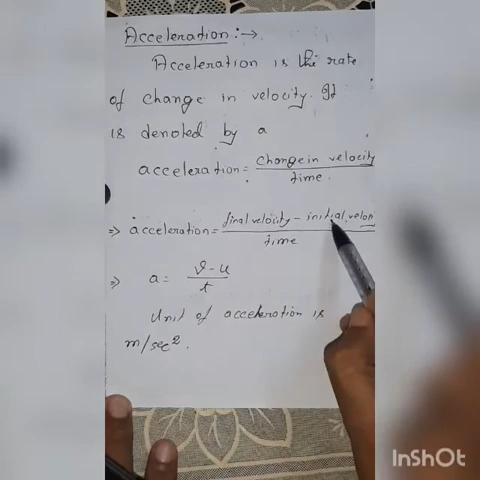 Acceleration :→
Acceleration is the rate
of change in velocity. It
is denoted by a
acceleration = change in velocity / time.
⇒ acceleration = final velocity - initial velocity / time
⇒ a = v - u / t
Unit of acceleration is
m/sec².
InShOt